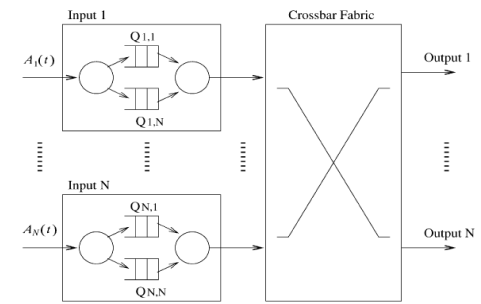 Input 1
Crossbar Fabric
Q1,1
A1(t)
Output 1
Q1,N
Input N
QN,1
AN(t)
Output N
QN,N